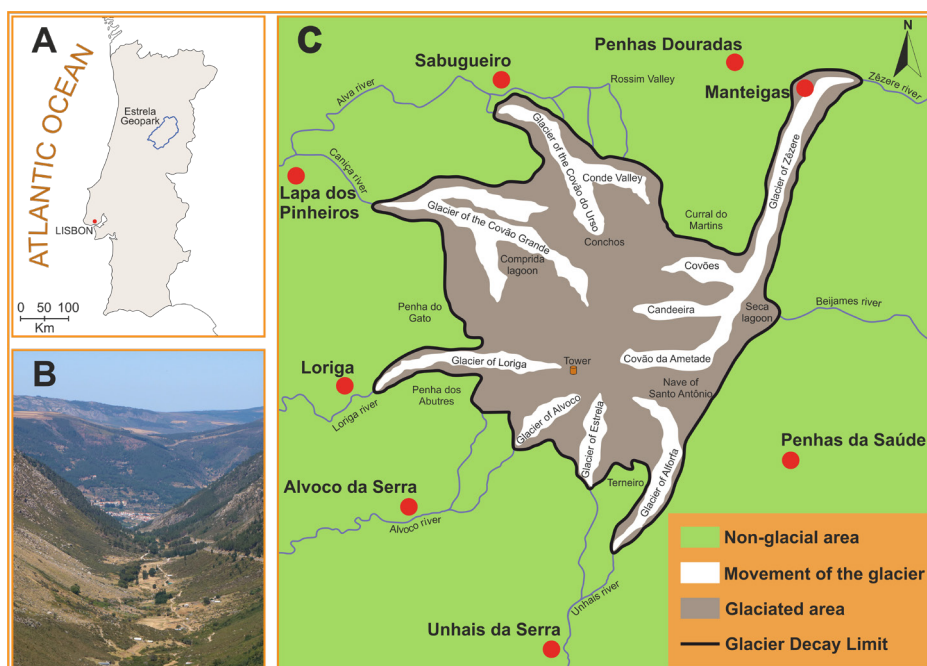 A
ATLANTIC OCEAN
Estrela
Geopark
LISBON
0 50 100
Km
B
C
N
Penhas Douradas
Sabugueiro
Rossim Valley
Manteigas
Zêzere river
Alva river
Caniça river
Lapa dos
Pinheiros
Glacier of the Covão do Urso
Conde Valley
Glacier of Zêzere
Glacier of the Covão Grande
Conchos
Curral do
Martins
Comprida
lagoon
Covões
Penha do
Gato
Candeeira
Seca
lagoon
Beijames river
Loriga
Glacier of Loriga
Tower
Covão da Ametade
Loriga river
Penha dos
Abutres
Nave of
Santo Antônio
Glacier of Alvoco
Glacier of Estrela
Glacier of Alforfa
Penhas da Saúde
Alvoco da Serra
Terneiro
Alvoco river
Unhais river
Unhais da Serra
Non-glacial area
Movement of the glacier
Glaciated area
Glacier Decay Limit